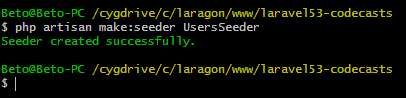 Beto@Beto-PC /cygdrive/c/laragon/www/laravel53-codecasts
$ php artisan make:seeder UsersSeeder
Seeder created successfully.
Beto@Beto-PC /cygdrive/c/laragon/www/laravel53-codecasts
$